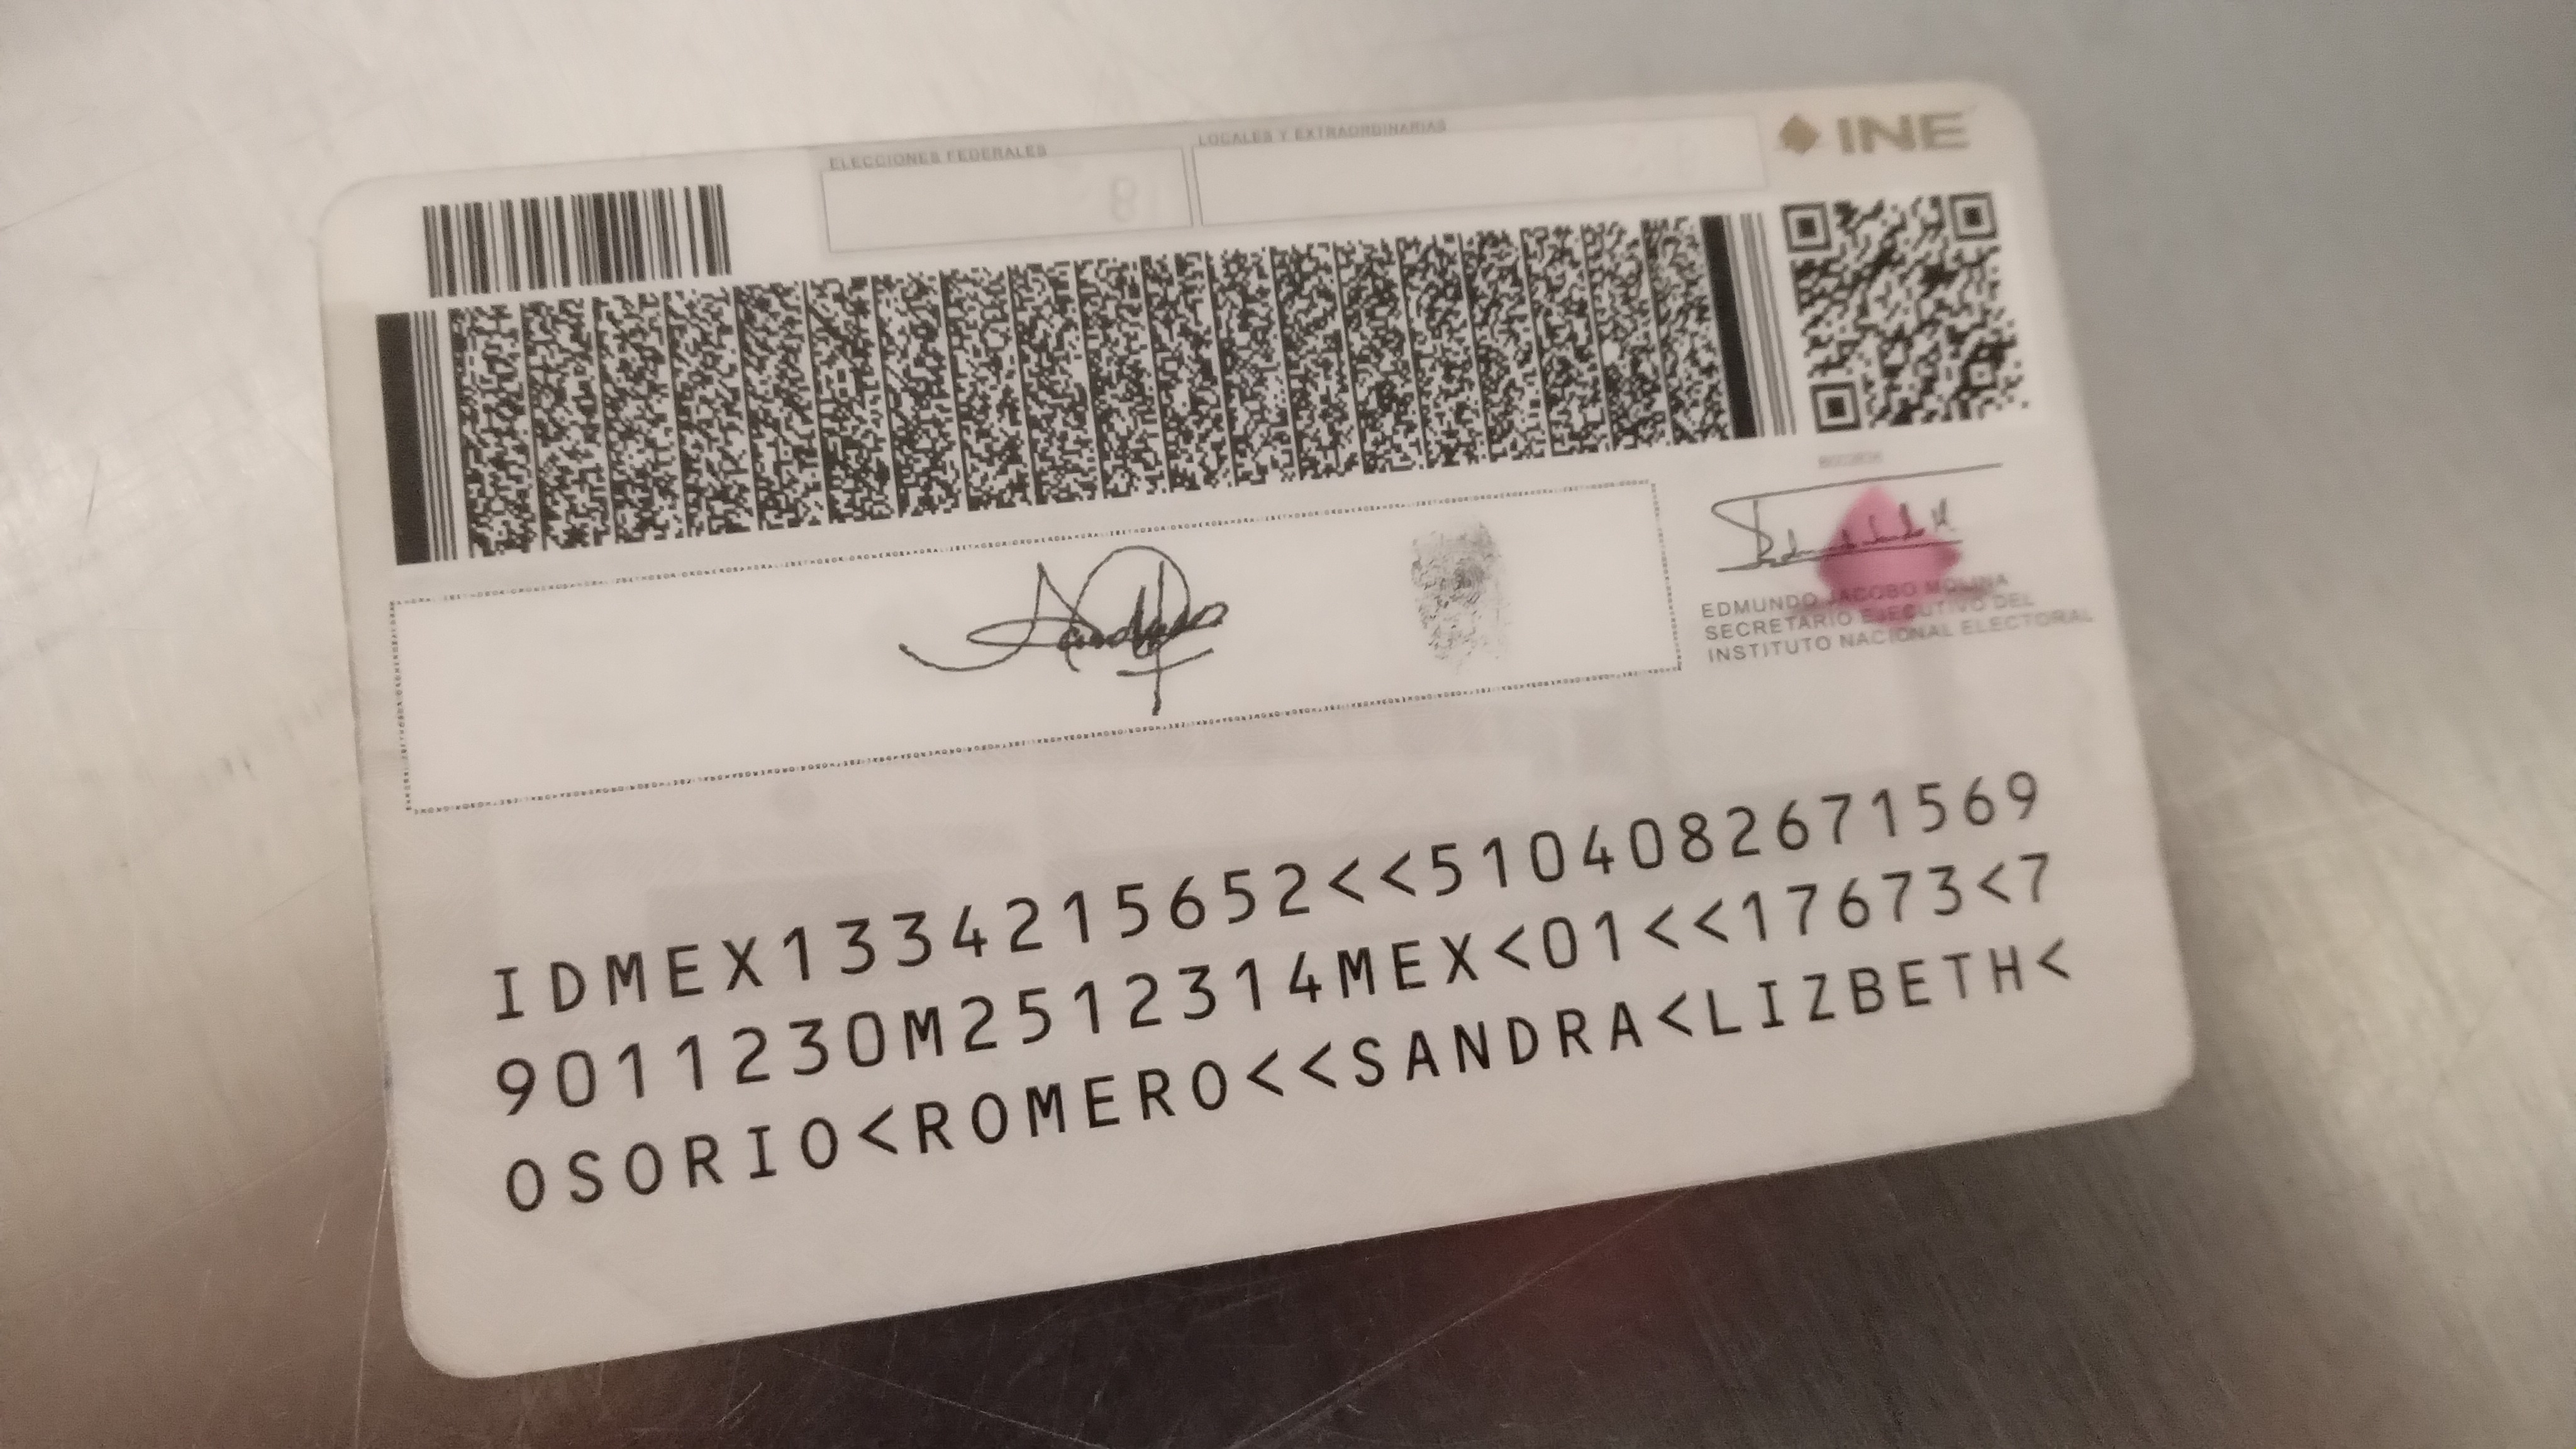 ELECCIONES FEDERALES
LOCALES Y EXTRAORDINARIAS
INE
EDMUNDO JACOBO MOLINA
SECRETARIO EJECUTIVO DEL
INSTITUTO NACIONAL ELECTORAL
IDMEX1334215652<<5104082671569
9011230M2512314MEX<01<<17673<7
OSORIO<ROMERO<<SANDRA<LIZBETH<